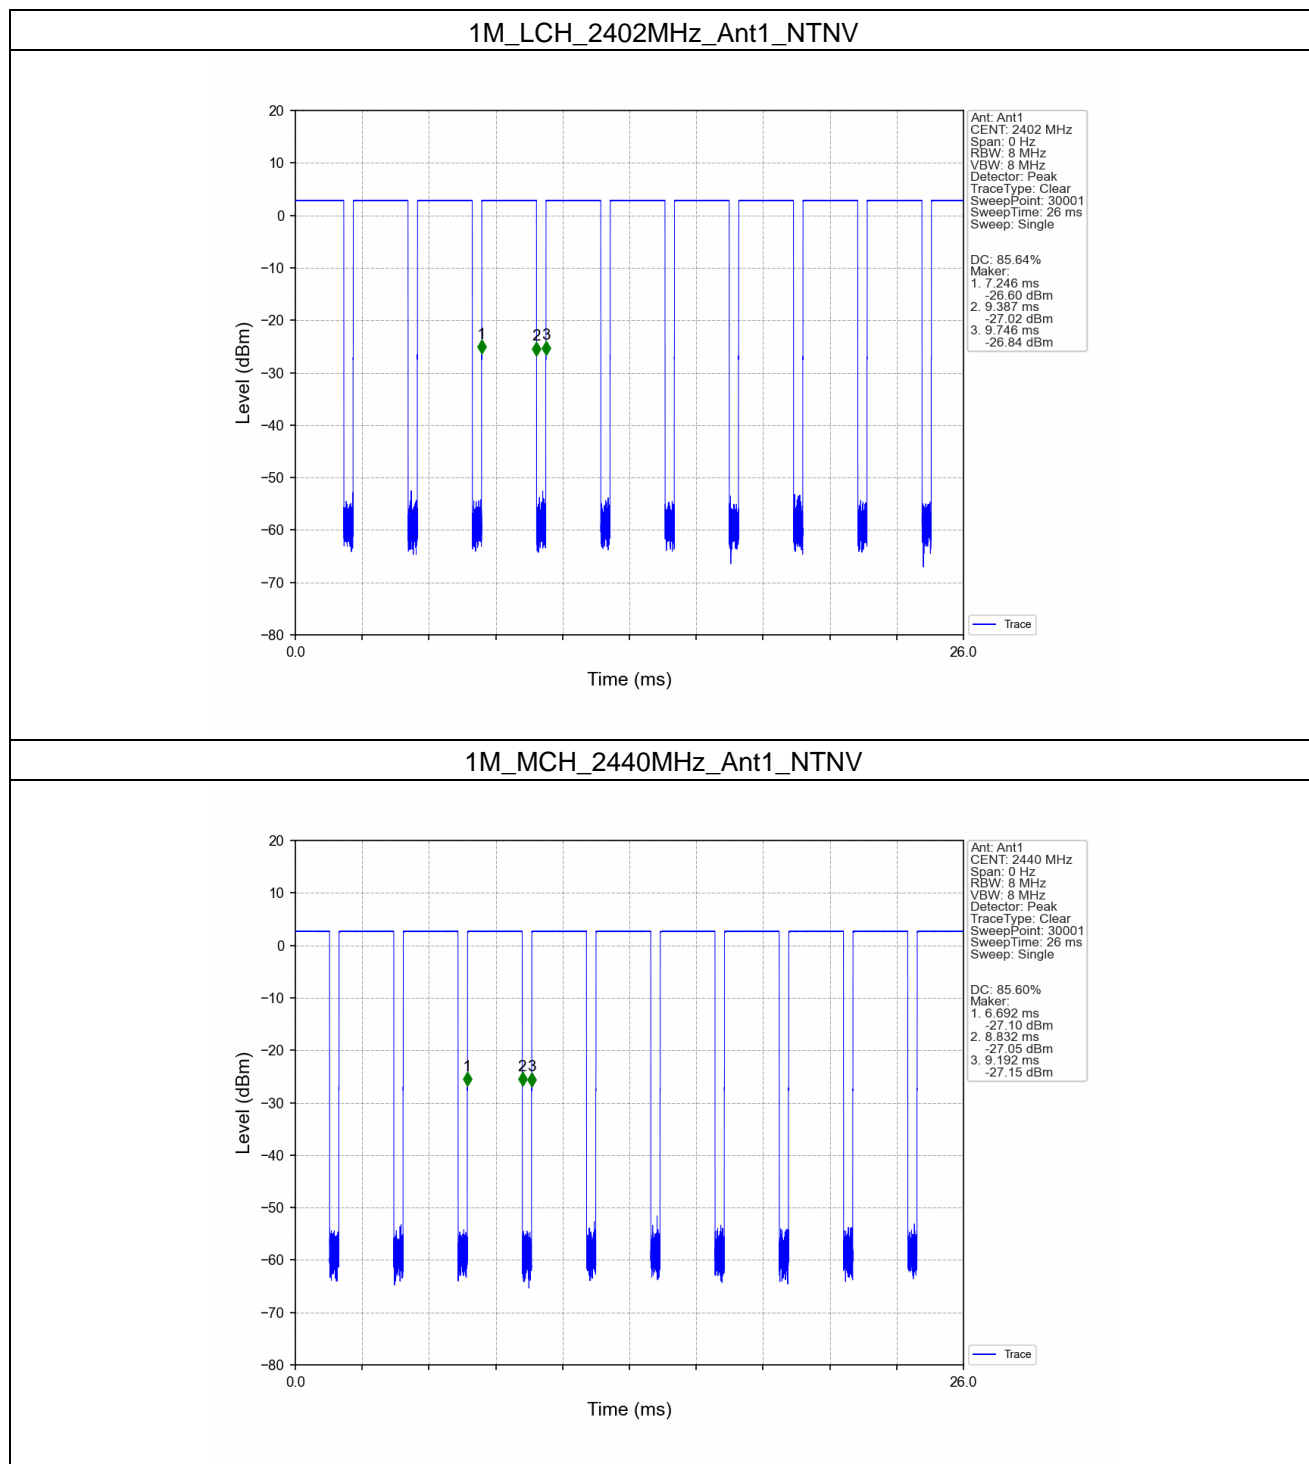 1M_LCH_2402MHz_Ant1_NTNV
20
10
0
−10
−20
−30
−40
−50
−60
−70
−80
Level (dBm)
1
2
3
0.0
26.0
Time (ms)
Ant: Ant1
CENT: 2402 MHz
Span: 0 Hz
RBW: 8 MHz
VBW: 8 MHz
Detector: Peak
TraceType: Clear
SweepPoint: 30001
SweepTime: 26 ms
Sweep: Single
DC: 85.64%
Maker:
1. 7.246 ms
-26.60 dBm
2. 9.387 ms
-27.02 dBm
3. 9.746 ms
-26.84 dBm
Trace
1M_MCH_2440MHz_Ant1_NTNV
20
10
0
−10
−20
−30
−40
−50
−60
−70
−80
Level (dBm)
1
2
3
0.0
26.0
Time (ms)
Ant: Ant1
CENT: 2440 MHz
Span: 0 Hz
RBW: 8 MHz
VBW: 8 MHz
Detector: Peak
TraceType: Clear
SweepPoint: 30001
SweepTime: 26 ms
Sweep: Single
DC: 85.60%
Maker:
1. 6.692 ms
-27.10 dBm
2. 8.832 ms
-27.05 dBm
3. 9.192 ms
-27.15 dBm
Trace